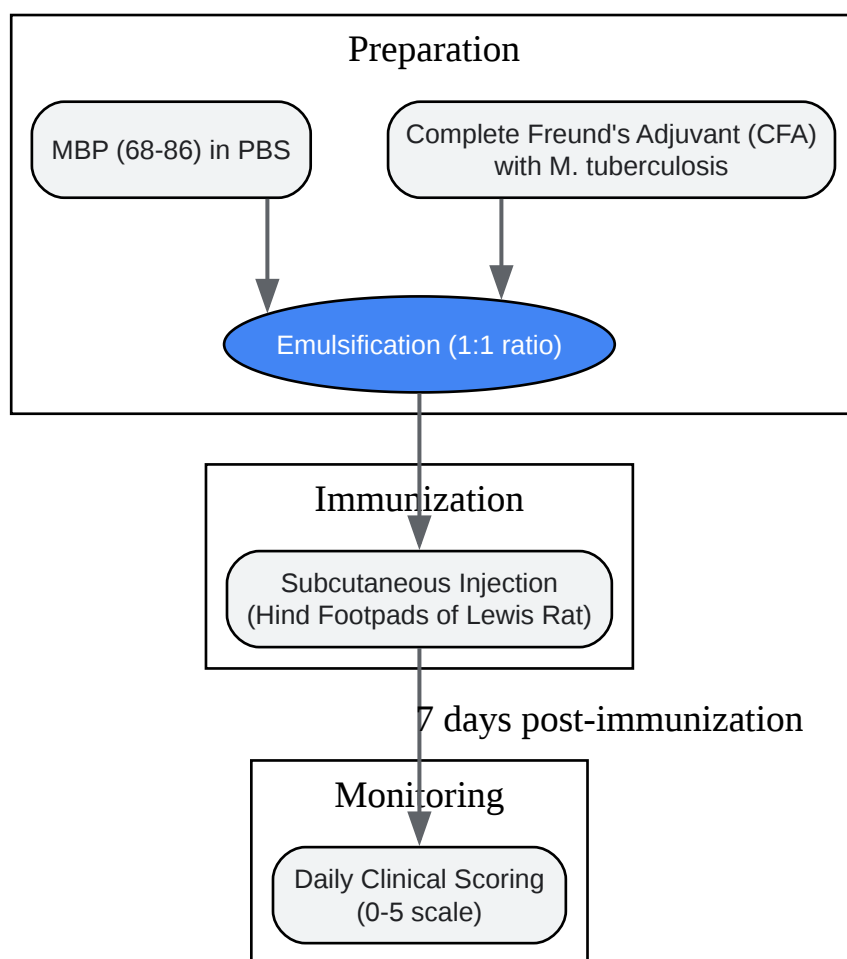 Preparation
MBP (68-86) in PBS
Complete Freund's Adjuvant (CFA)
with M. tuberculosis
Emulsification (1:1 ratio)
Immunization
Subcutaneous Injection
(Hind Footpads of Lewis Rat)
7 days post-immunization
Monitoring
Daily Clinical Scoring
(0-5 scale)